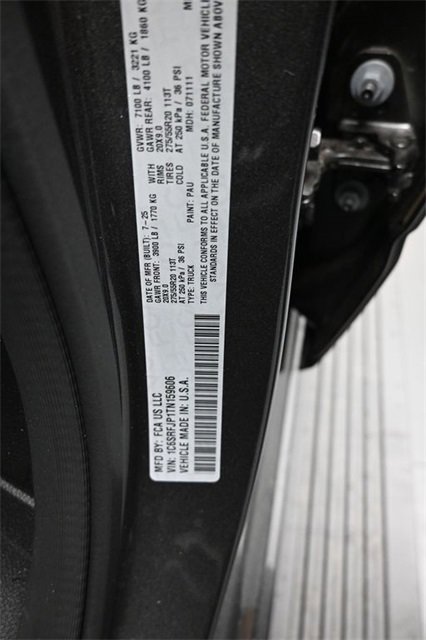 MFD BY: FCA US LLC
VIN: 1C6SRFJP1TN159606
VEHICLE MADE IN: U.S.A.
DATE OF MFR (BUILT): 7-25
GAWR FRONT: 3900 LB / 1770 KG WITH
20X9.0 RIMS
275/55R20 113T TIRES
AT 250 kPa / 36 PSI COLD
TYPE: TRUCK PAINT: PAU
GVWR: 7100 LB / 3221 KG
GAWR REAR: 4100 LB / 1860 KG
20X9.0
275/55R20 113T
AT 250 kPa / 36 PSI
MDH: 071111
THIS VEHICLE CONFORMS TO ALL APPLICABLE U.S.A. FEDERAL MOTOR VEHICLE
STANDARDS IN EFFECT ON THE DATE OF MANUFACTURE SHOWN ABOVE